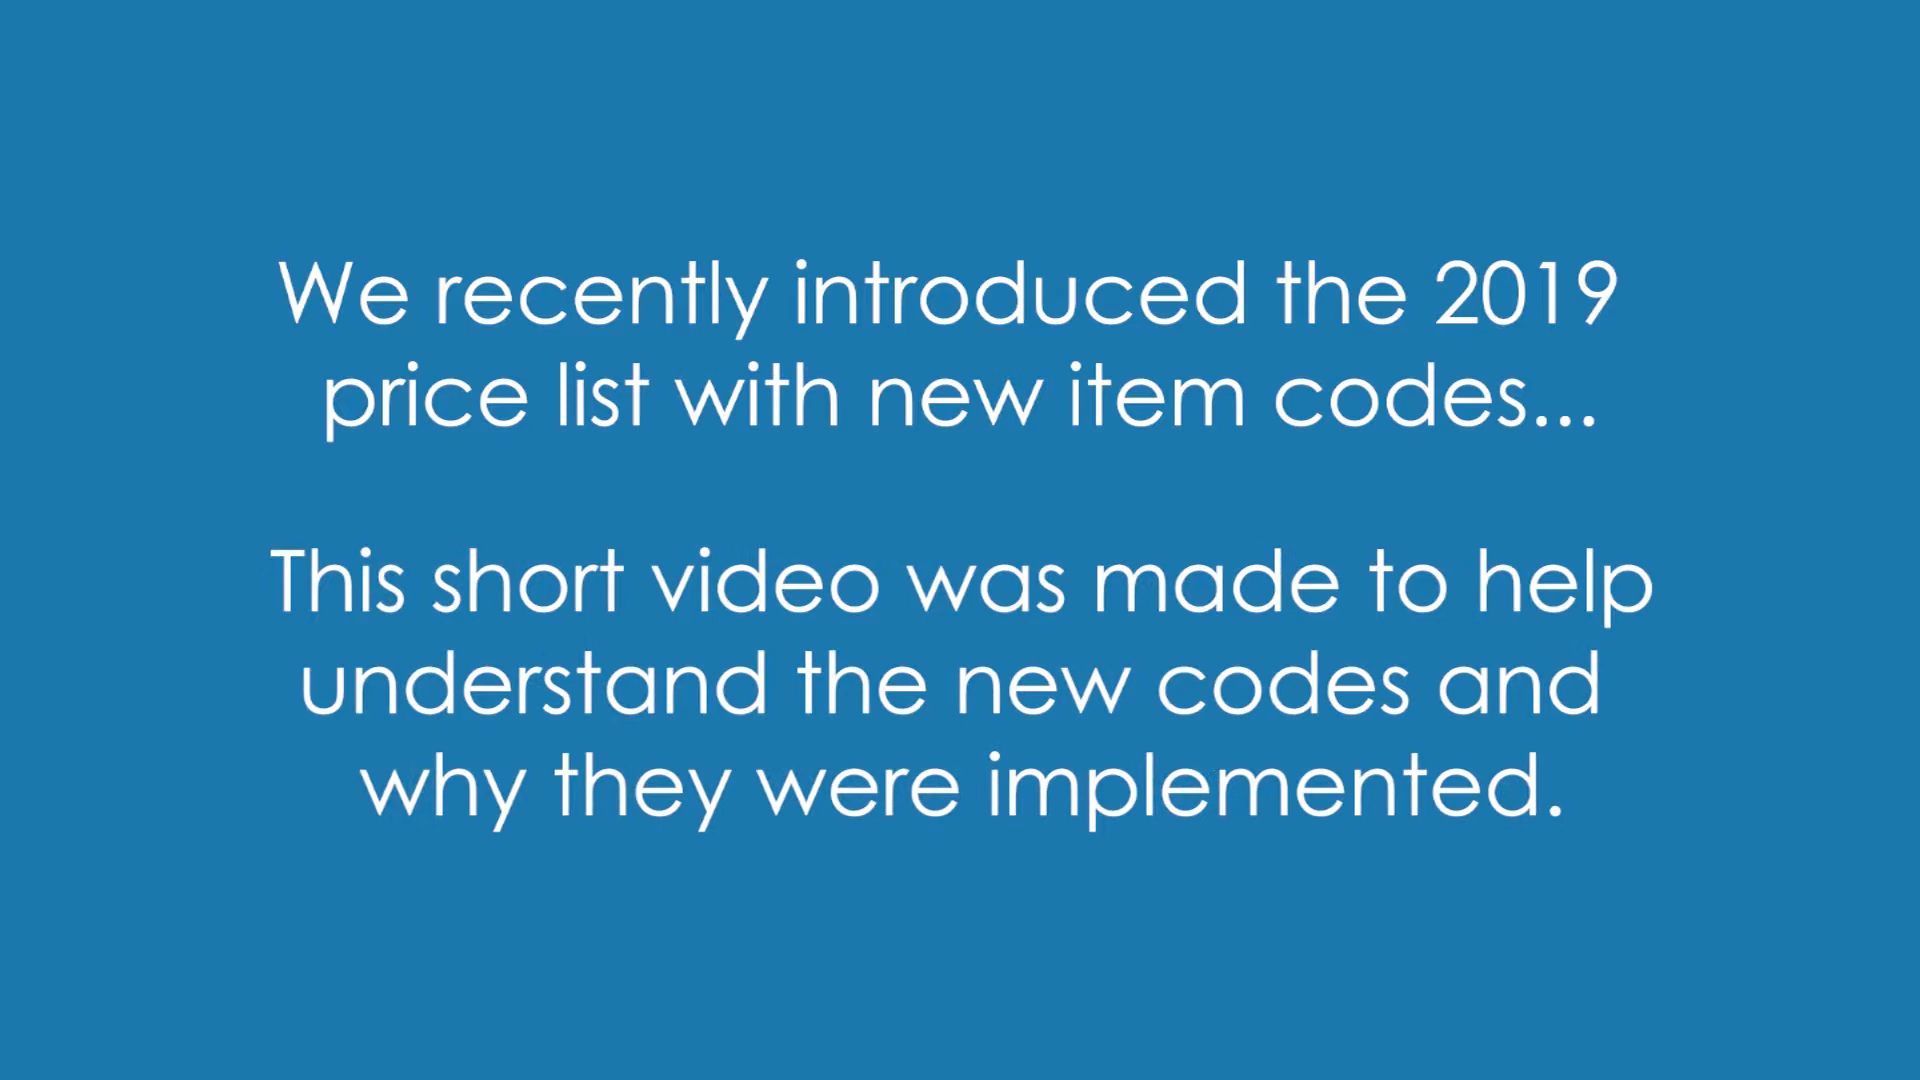 We recently introduced the 2019
price list with new item codes...
This short video was made to help
understand the new codes and
why they were implemented.